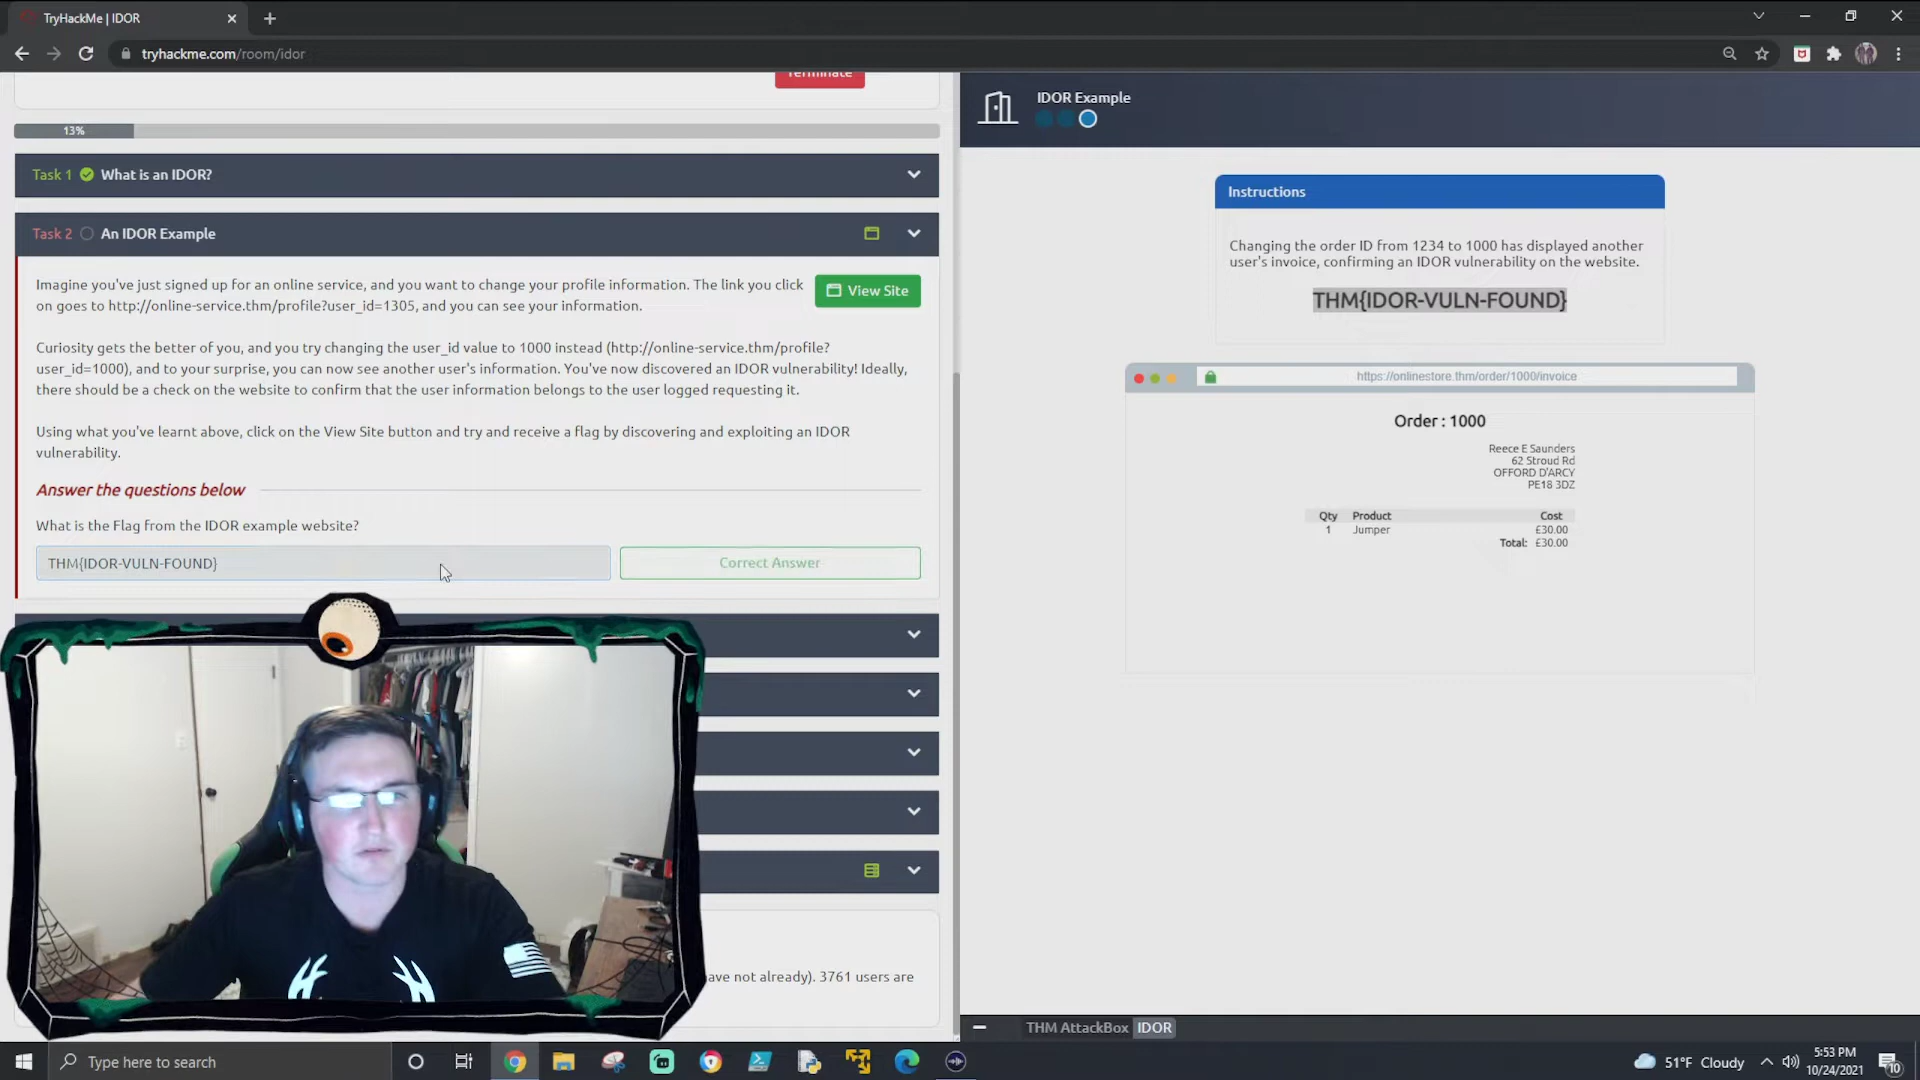 TryHackMe | IDOR
tryhackme.com/room/idor
Terminate
13%
Task 1 What is an IDOR?
Task 2 An IDOR Example
Imagine you've just signed up for an online service, and you want to change your profile information. The link you click
on goes to http://online-service.thm/profile?user_id=1305, and you can see your information.
View Site
Curiosity gets the better of you, and you try changing the user_id value to 1000 instead (http://online-service.thm/profile?
user_id=1000), and to your surprise, you can now see another user's information. You've now discovered an IDOR vulnerability! Ideally,
there should be a check on the website to confirm that the user information belongs to the user logged requesting it.
Using what you've learnt above, click on the View Site button and try and receive a flag by discovering and exploiting an IDOR
vulnerability.
Answer the questions below
What is the Flag from the IDOR example website?
THM{IDOR-VULN-FOUND}
Correct Answer
have not already). 3761 users are
IDOR Example
Instructions
Changing the order ID from 1234 to 1000 has displayed another
user's invoice, confirming an IDOR vulnerability on the website.
THM{IDOR-VULN-FOUND}
https://onlinestore.thm/order/1000/invoice
Order : 1000
Reece E Saunders
62 Stroud Rd
OFFORD D'ARCY
PE18 3DZ
Qty Product Cost
1 Jumper £30.00
Total: £30.00
THM AttackBox IDOR
Type here to search
51°F Cloudy
5:53 PM
10/24/2021
10